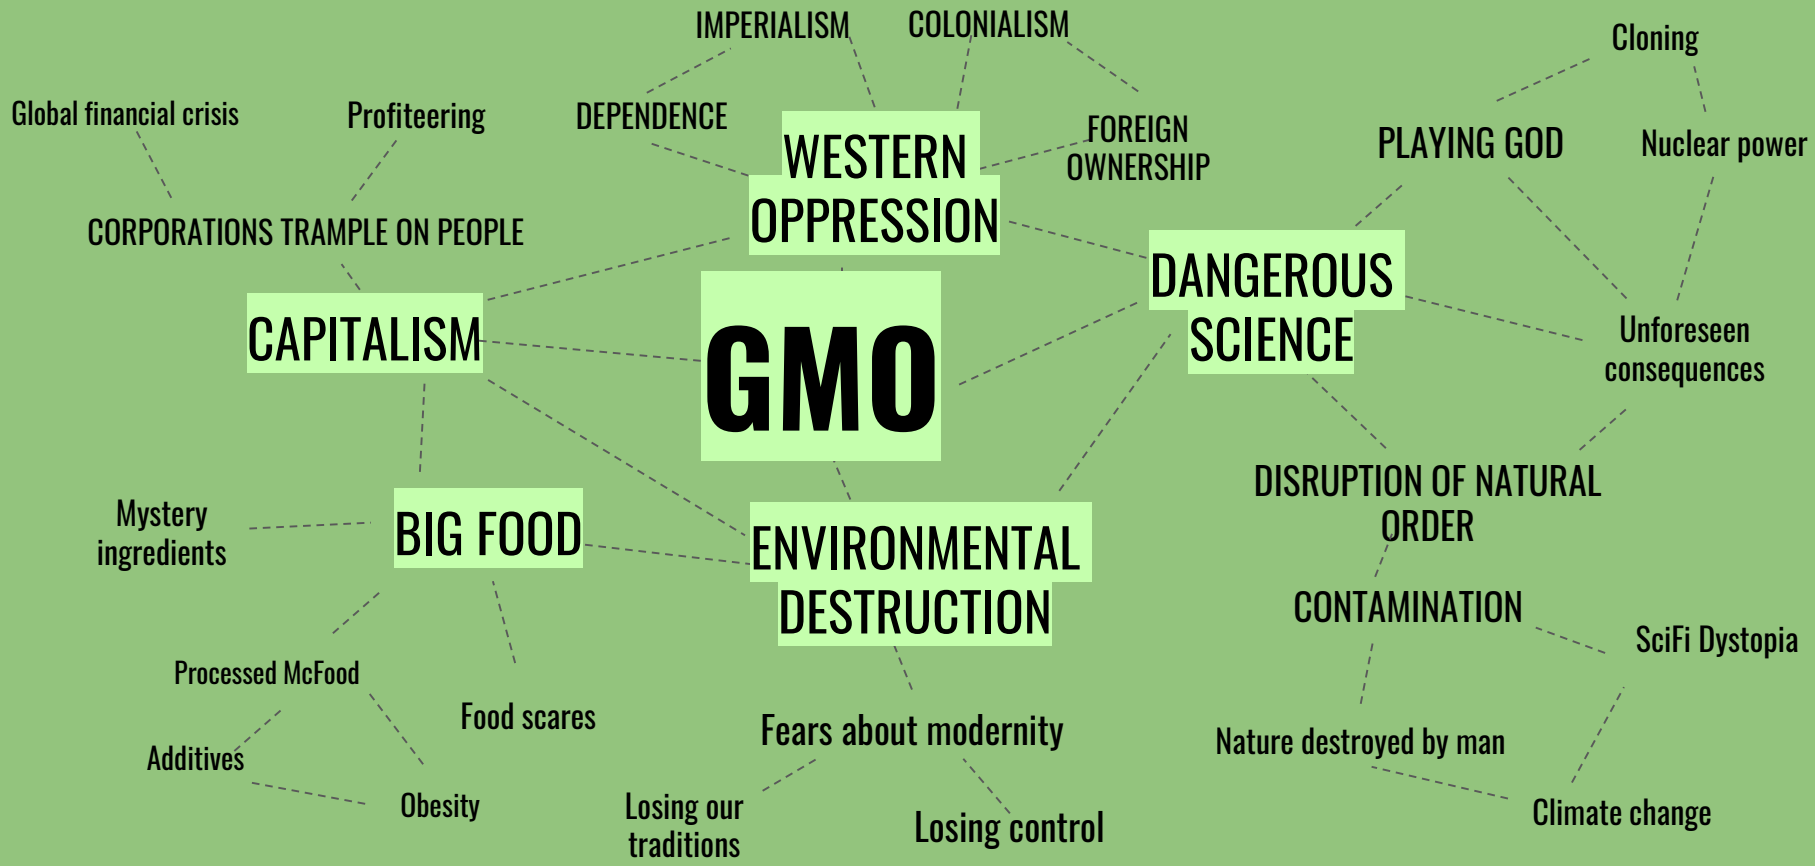 IMPERIALISM
COLONIALISM
Cloning
Global financial crisis
Profiteering
DEPENDENCE
FOREIGN
OWNERSHIP
WESTERN
OPPRESSION
PLAYING GOD
Nuclear power
CORPORATIONS TRAMPLE ON PEOPLE
DANGEROUS
SCIENCE
CAPITALISM
GMO
Unforeseen
consequences
DISRUPTION OF NATURAL
ORDER
Mystery
ingredients
BIG FOOD
ENVIRONMENTAL
DESTRUCTION
CONTAMINATION
SciFi Dystopia
Processed McFood
Food scares
Fears about modernity
Nature destroyed by man
Additives
Obesity
Losing our
traditions
Losing control
Climate change